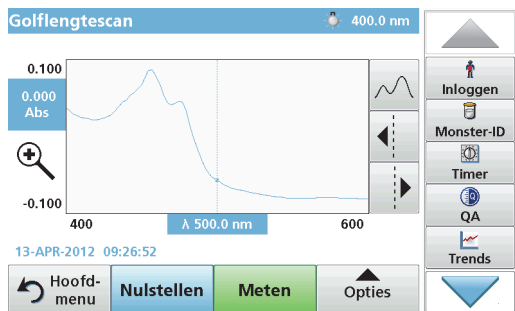 Golflengtescan
400.0 nm
0.100
0.000
Abs
-0.100
400
λ 500.0 nm
600
13-APR-2012 09:26:52
Hoofd-
menu
Nulstellen
Meten
Opties
Inloggen
Monster-ID
Timer
QA
Trends